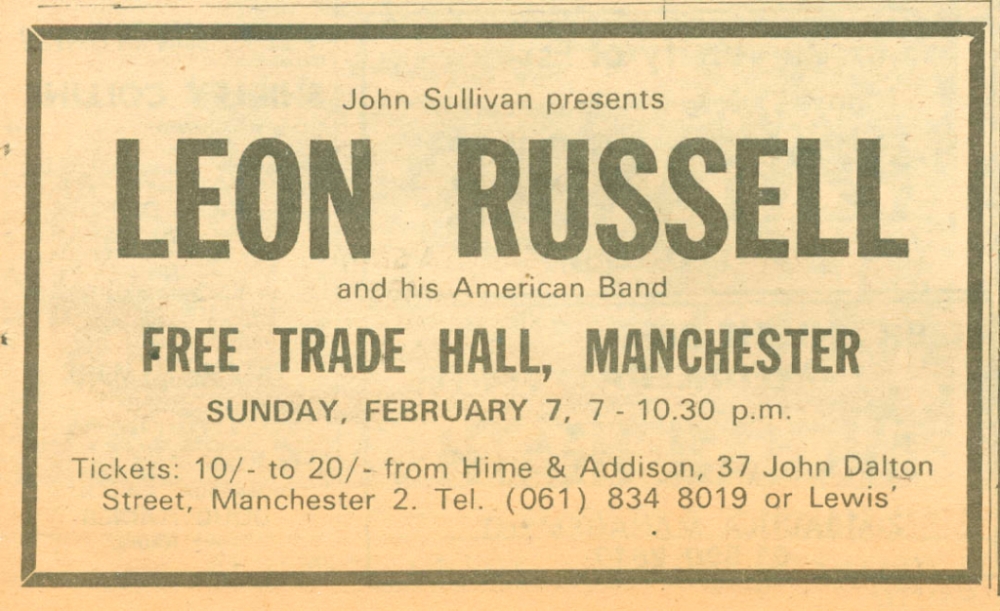 John Sullivan presents
LEON RUSSELL
and his American Band
FREE TRADE HALL, MANCHESTER
SUNDAY, FEBRUARY 7, 7 - 10.30 p.m.
Tickets: 10/- to 20/- from Hime & Addison, 37 John Dalton
Street, Manchester 2. Tel. (061) 834 8019 or Lewis'